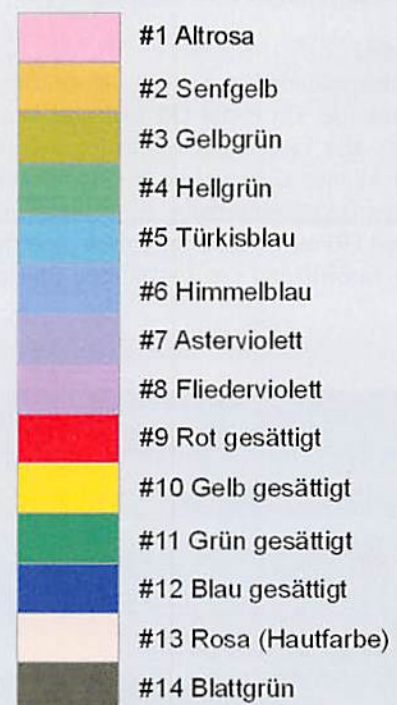 #1 Altrosa
#2 Senfgelb
#3 Gelbgrün
#4 Hellgrün
#5 Türkisblau
#6 Himmelblau
#7 Asterviolett
#8 Fliederviolett
#9 Rot gesättigt
#10 Gelb gesättigt
#11 Grün gesättigt
#12 Blau gesättigt
#13 Rosa (Hautfarbe)
#14 Blattgrün